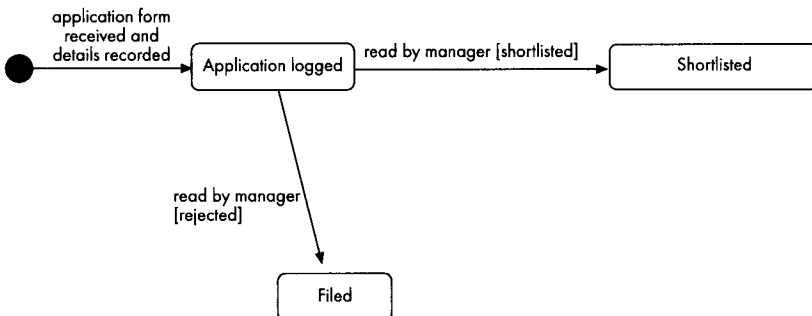 application form
received and
details recorded
Application logged
read by manager [shortlisted]
Shortlisted
read by manager
[rejected]
Filed